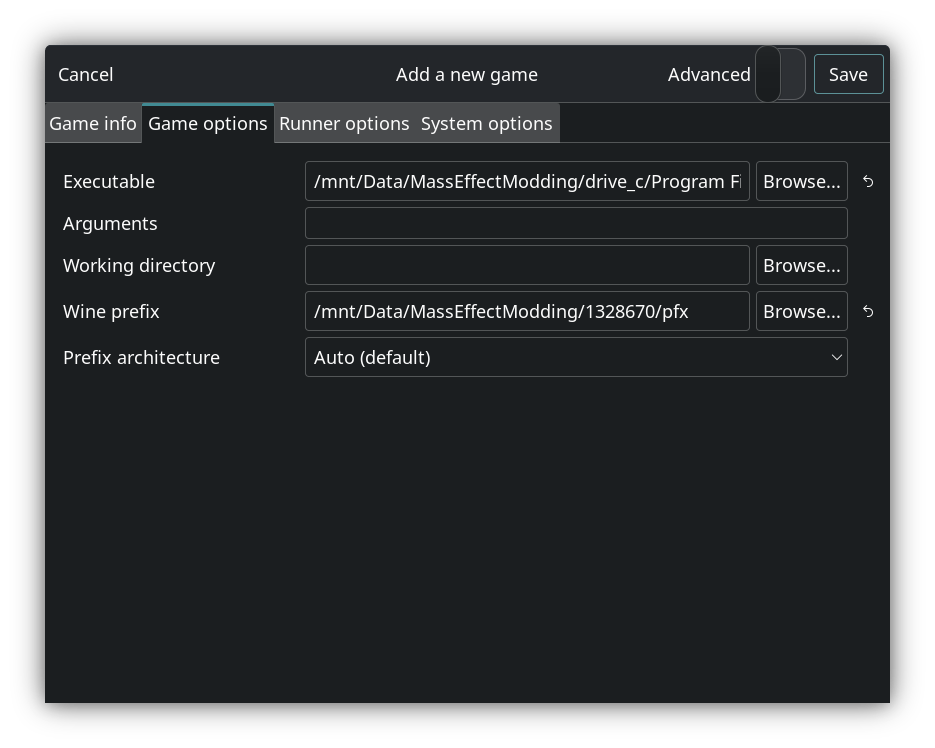 Cancel Add a new game Advanced Save
Game info Game options Runner options System options
Executable /mnt/Data/MassEffectModding/drive_c/Program Fi Browse...
Arguments
Working directory Browse...
Wine prefix /mnt/Data/MassEffectModding/1328670/pfx Browse...
Prefix architecture Auto (default)